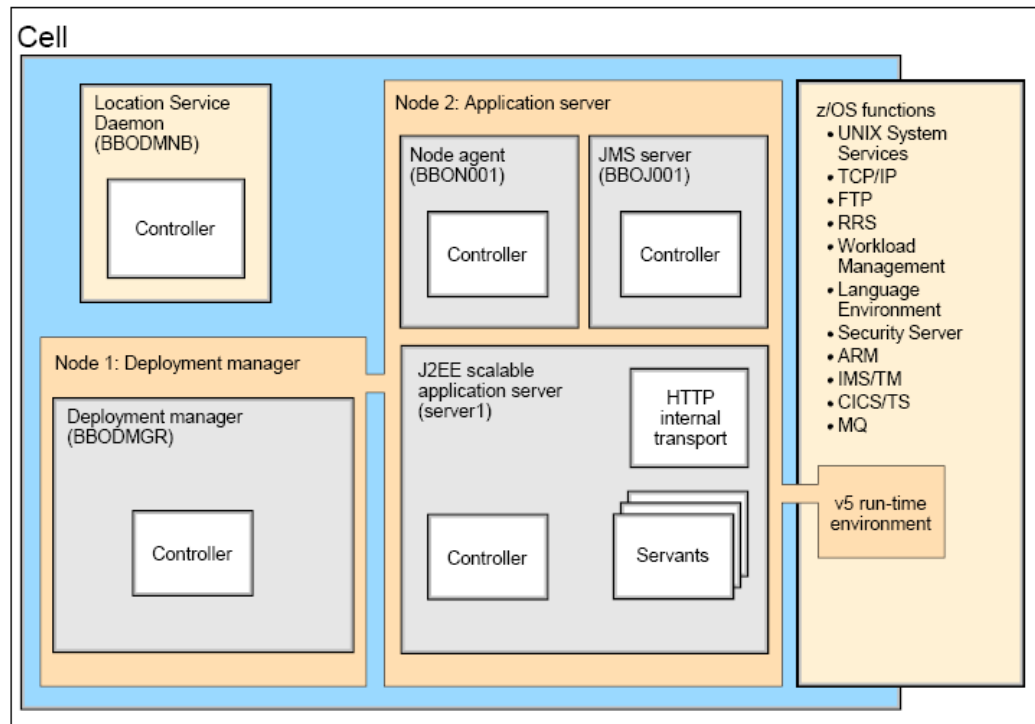 Cell
Location Service
Daemon
(BBODMNB)
Controller
Node 1: Deployment manager
Deployment manager
(BBODMGR)
Controller
Node 2: Application server
Node agent
(BBON001)
Controller
JMS server
(BBOJ001)
Controller
J2EE scalable
application server
(server1)
HTTP
internal
transport
Controller
Servants
z/OS functions
• UNIX System
Services
• TCP/IP
• FTP
• RRS
• Workload
Management
• Language
Environment
• Security Server
• ARM
• IMS/TM
• CICS/TS
• MQ
v5 run-time
environment